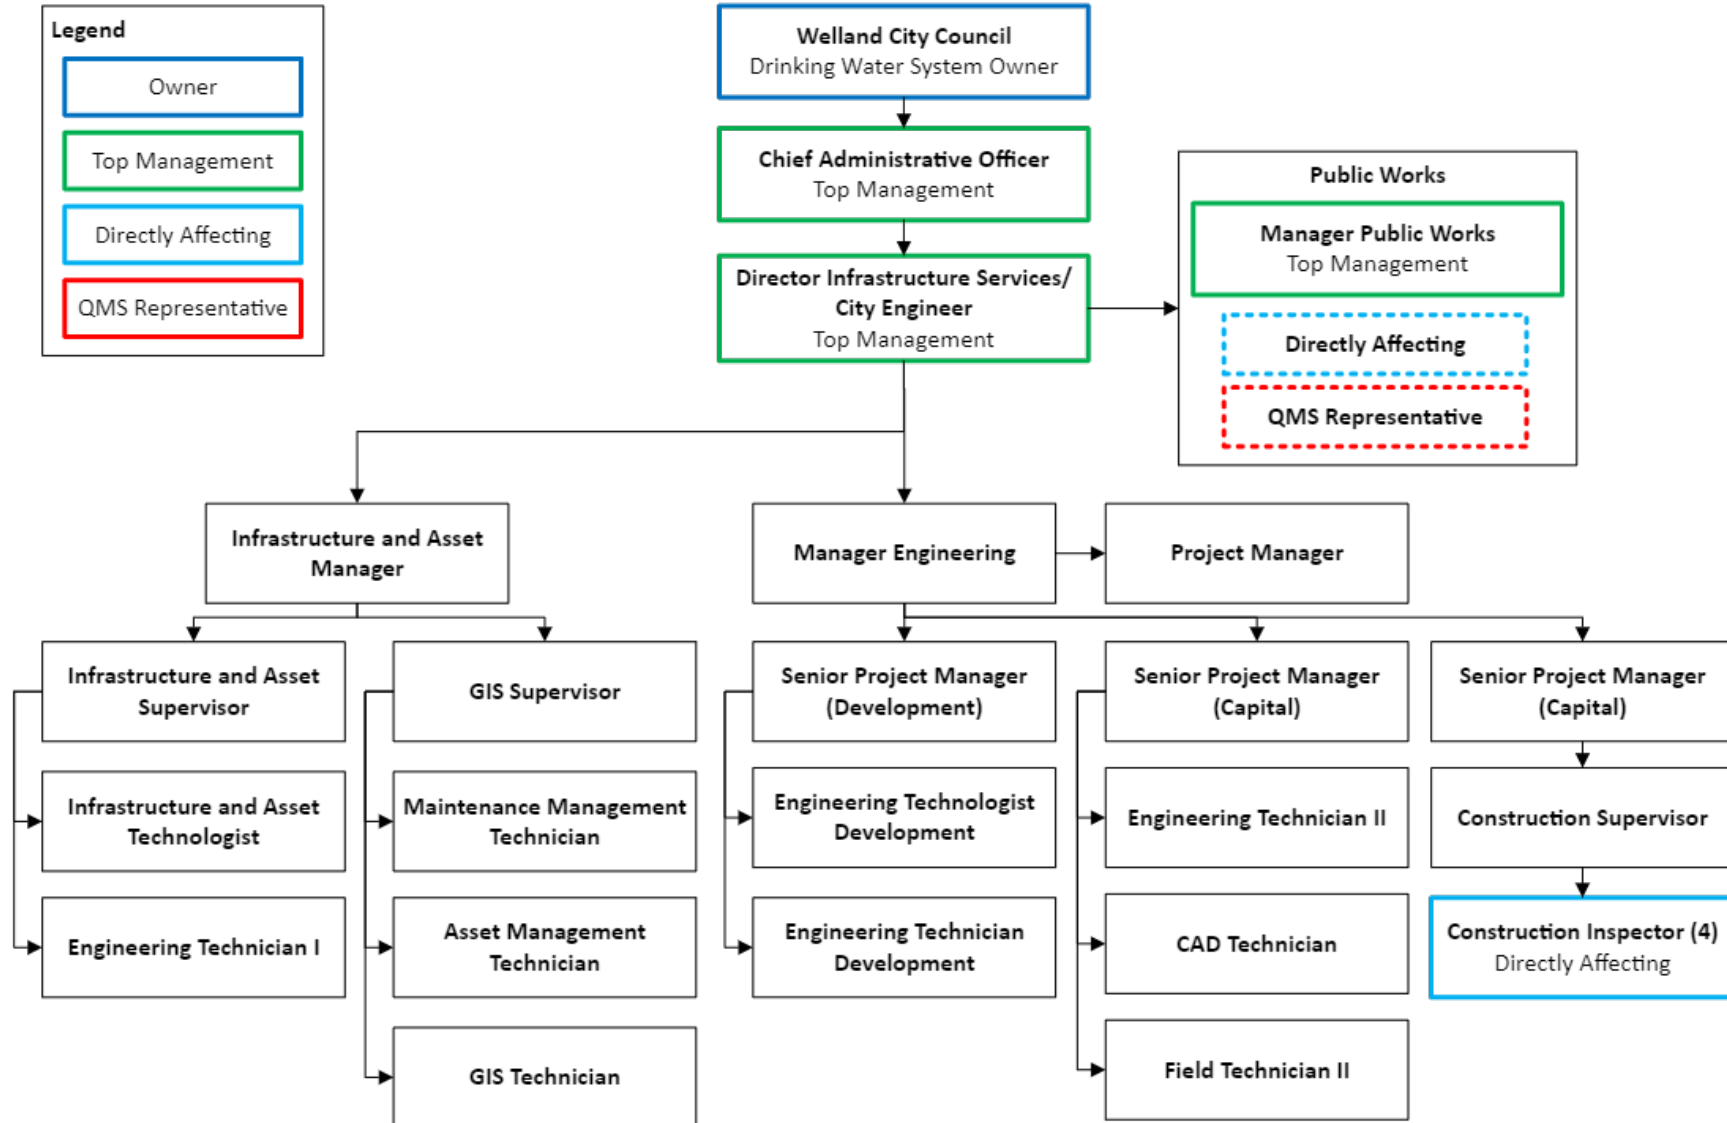 Legend
Owner
Top Management
Directly Affecting
QMS Representative
Welland City Council
Drinking Water System Owner
Chief Administrative Officer
Top Management
Director Infrastructure Services/
City Engineer
Top Management
Public Works
Manager Public Works
Top Management
Directly Affecting
QMS Representative
Infrastructure and Asset
Manager
Manager Engineering
Project Manager
Infrastructure and Asset
Supervisor
GIS Supervisor
Senior Project Manager
(Development)
Senior Project Manager
(Capital)
Senior Project Manager
(Capital)
Infrastructure and Asset
Technologist
Maintenance Management
Technician
Engineering Technologist
Development
Engineering Technician II
Construction Supervisor
Engineering Technician I
Asset Management
Technician
Engineering Technician
Development
CAD Technician
Construction Inspector (4)
Directly Affecting
GIS Technician
Field Technician II